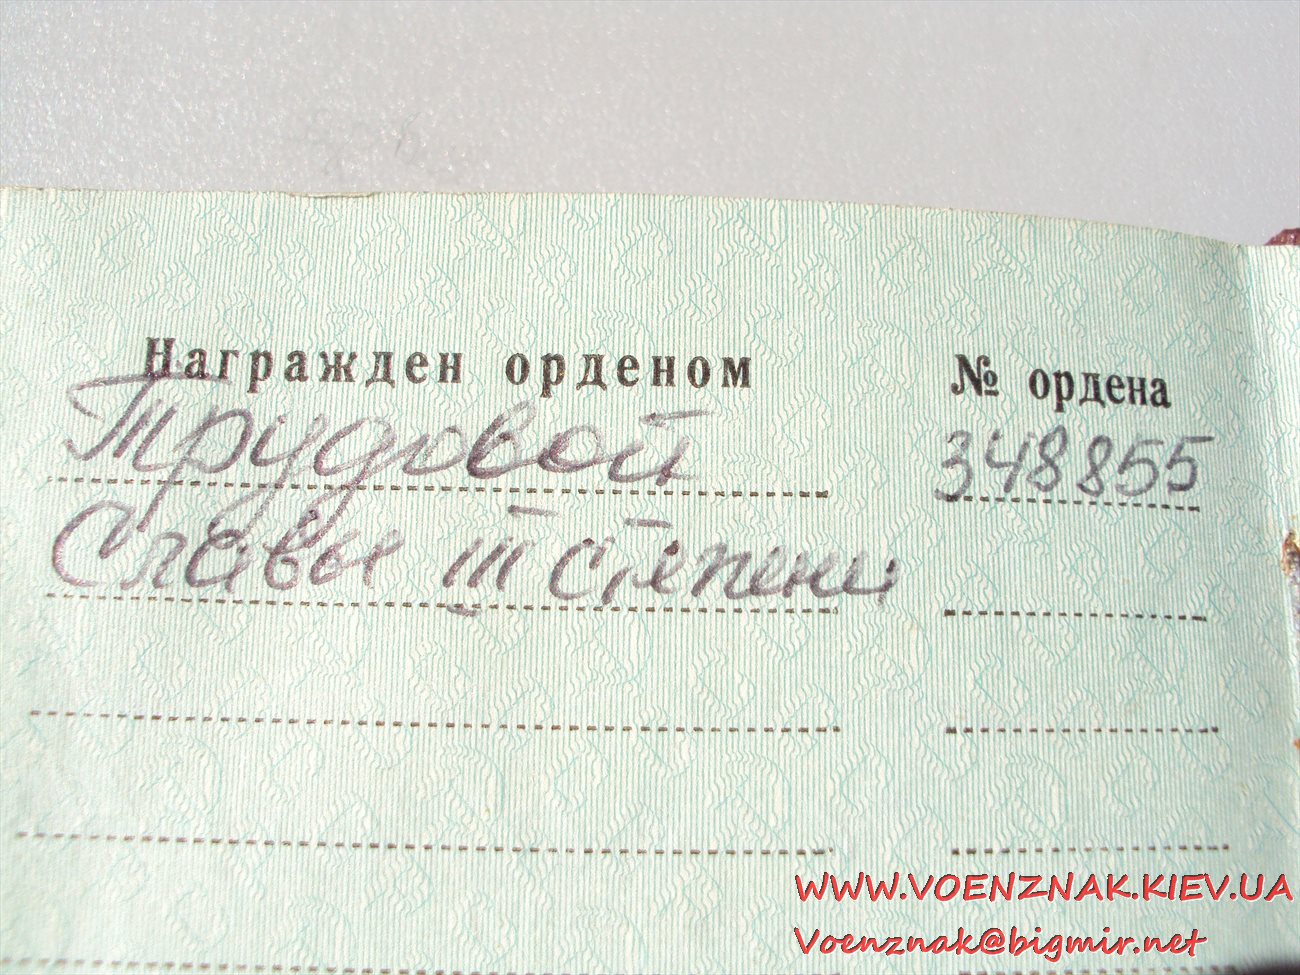 Награжден орденом № ордена
Трудовой 348855
Славы III степени
WWW.VOENZNAK.KIEV.UA
Voenznak@bigmir.net